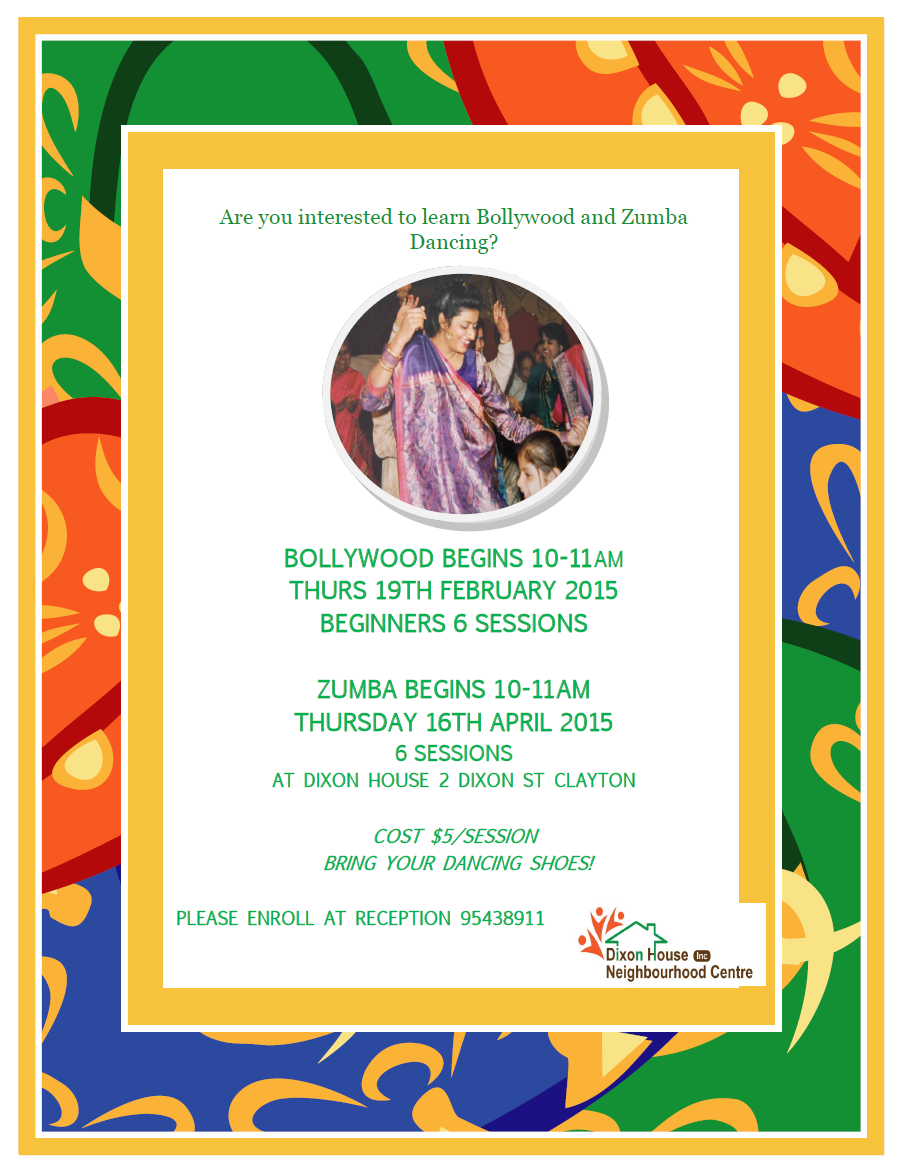 Are you interested to learn Bollywood and Zumba
Dancing?
BOLLYWOOD BEGINS 10-11AM
THURS 19TH FEBRUARY 2015
BEGINNERS 6 SESSIONS
ZUMBA BEGINS 10-11AM
THURSDAY 16TH APRIL 2015
6 SESSIONS
AT DIXON HOUSE 2 DIXON ST CLAYTON
COST $5/SESSION
BRING YOUR DANCING SHOES!
PLEASE ENROLL AT RECEPTION 95438911
Dixon House Inc
Neighbourhood Centre